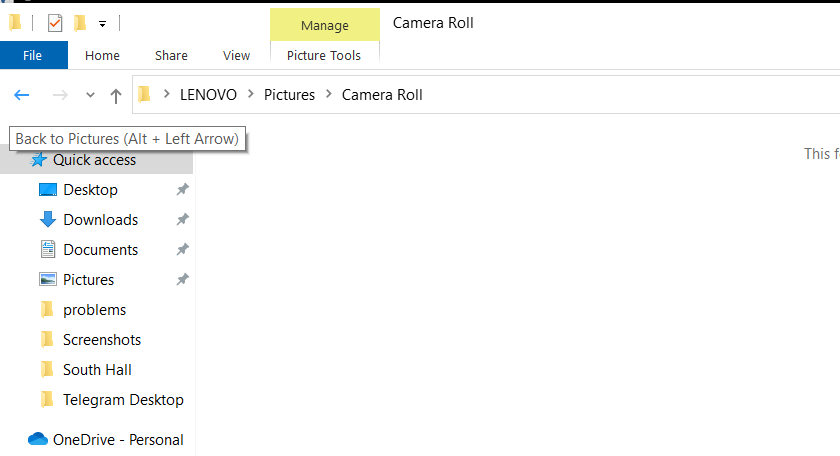 Manage
Camera Roll
File
Home
Share
View
Picture Tools
LENOVO
Pictures
Camera Roll
Back to Pictures (Alt + Left Arrow)
This
Quick access
Desktop
Downloads
Documents
Pictures
problems
Screenshots
South Hall
Telegram Desktop
OneDrive - Personal